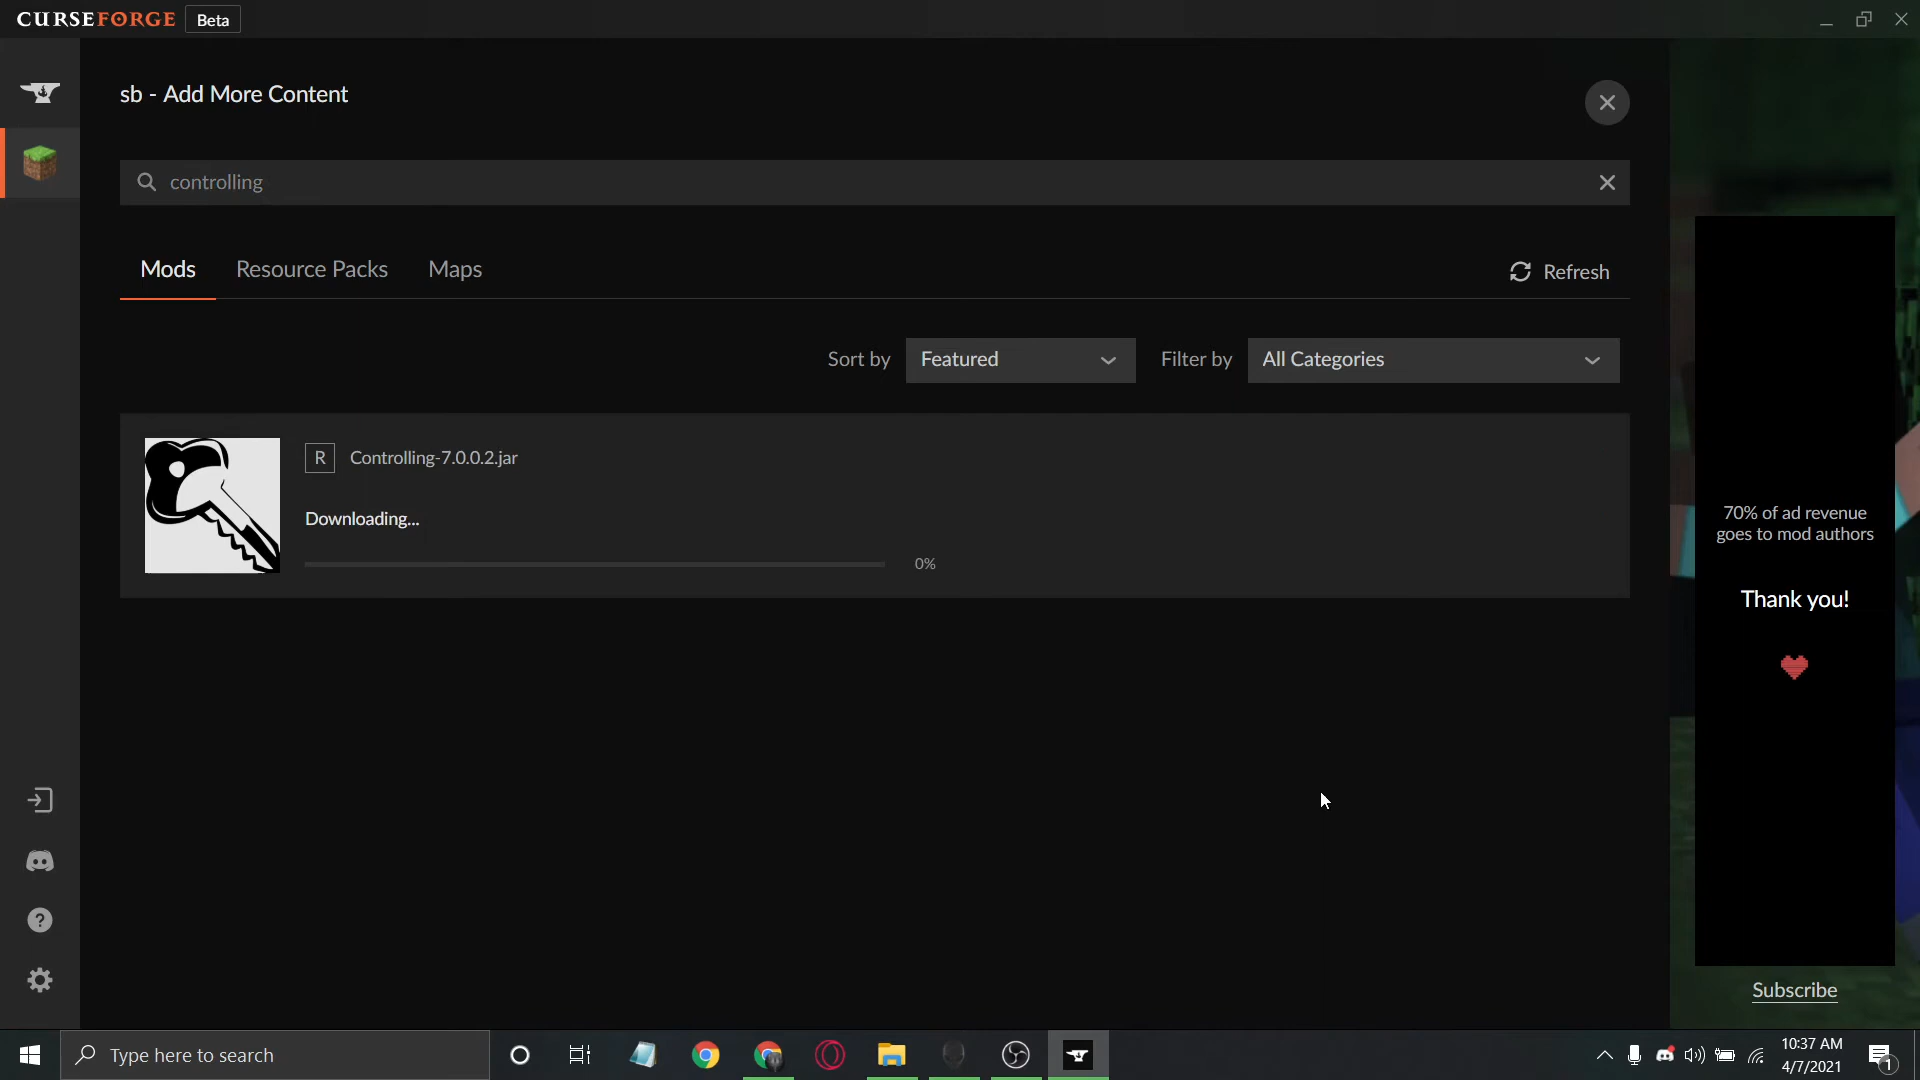 CURSEFORGE Beta
sb - Add More Content
controlling
Mods Resource Packs Maps Refresh
Sort by Featured Filter by All Categories
R Controlling-7.0.0.2.jar
Downloading...
0%
70% of ad revenue
goes to mod authors
Thank you!
Subscribe
Type here to search
10:37 AM
4/7/2021
1